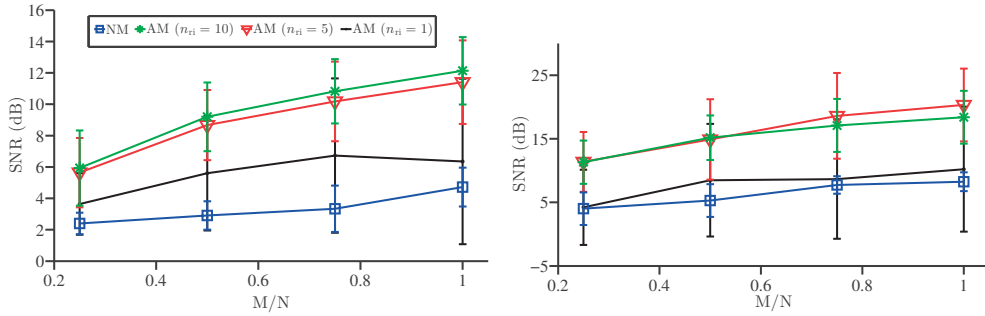 16
14
12
10
8
6
4
2
0
SNR (dB)
NM AM (n_ri = 10) AM (n_ri = 5) AM (n_ri = 1)
0.2 0.4 0.6 0.8 1
M/N
25
15
5
−5
SNR (dB)
0.2 0.4 0.6 0.8 1
M/N